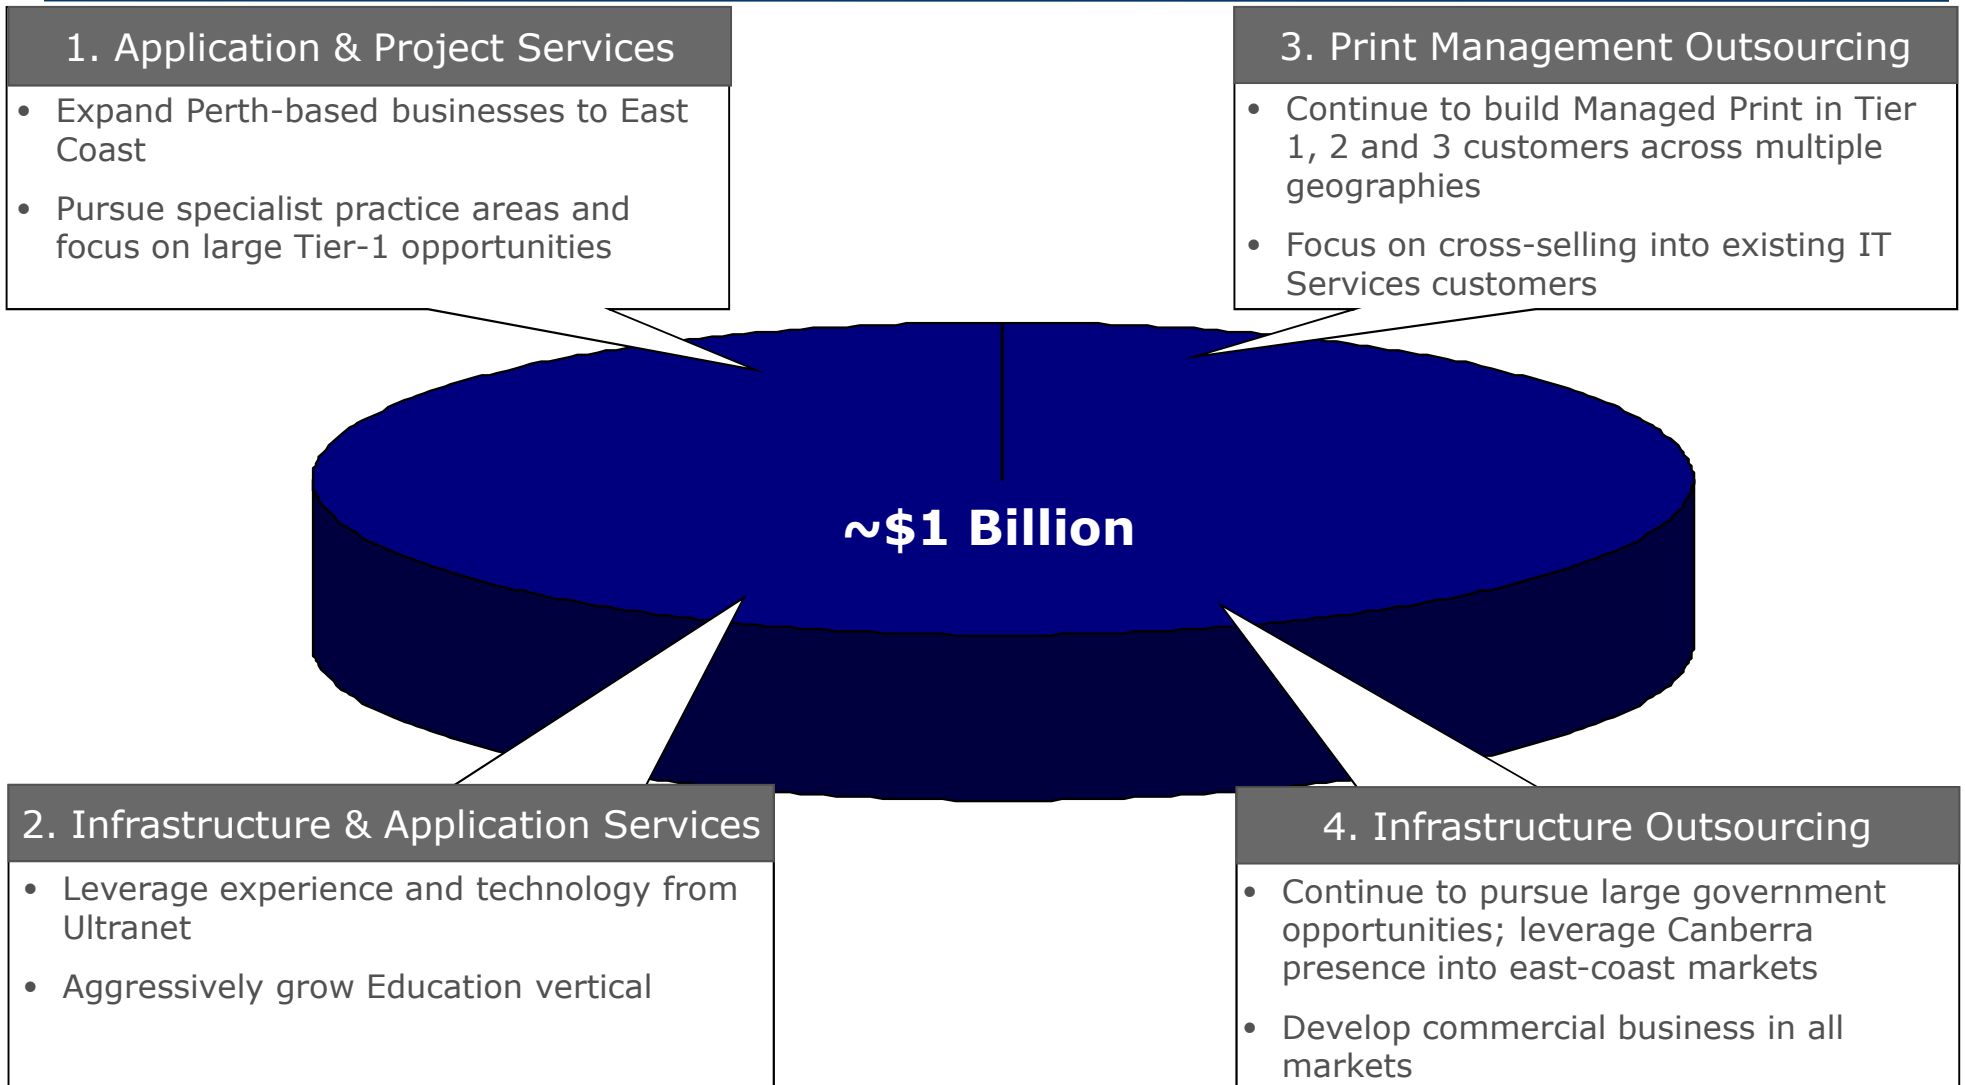 1. Application & Project Services
• Expand Perth-based businesses to East
Coast
• Pursue specialist practice areas and
focus on large Tier-1 opportunities
3. Print Management Outsourcing
• Continue to build Managed Print in Tier
1, 2 and 3 customers across multiple
geographies
• Focus on cross-selling into existing IT
Services customers
~$1 Billion
2. Infrastructure & Application Services
• Leverage experience and technology from
Ultranet
• Aggressively grow Education vertical
4. Infrastructure Outsourcing
• Continue to pursue large government
opportunities; leverage Canberra
presence into east-coast markets
• Develop commercial business in all
markets